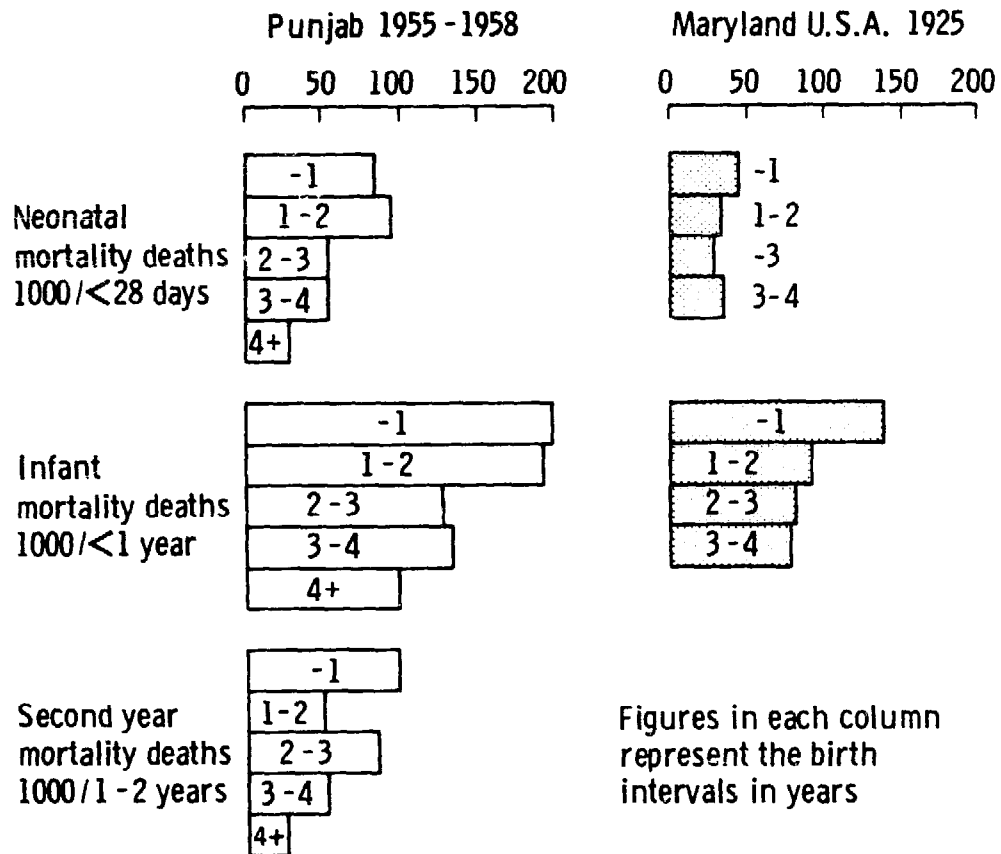 Punjab 1955-1958
Maryland U.S.A. 1925
0 50 100 150 200
0 50 100 150 200
Neonatal
mortality deaths
1000/<28 days
-1
1-2
2-3
3-4
4+
-1
1-2
-3
3-4
Infant
mortality deaths
1000/<1 year
-1
1-2
2-3
3-4
4+
-1
1-2
2-3
3-4
Second year
mortality deaths
1000/1-2 years
-1
1-2
2-3
3-4
4+
Figures in each column
represent the birth
intervals in years